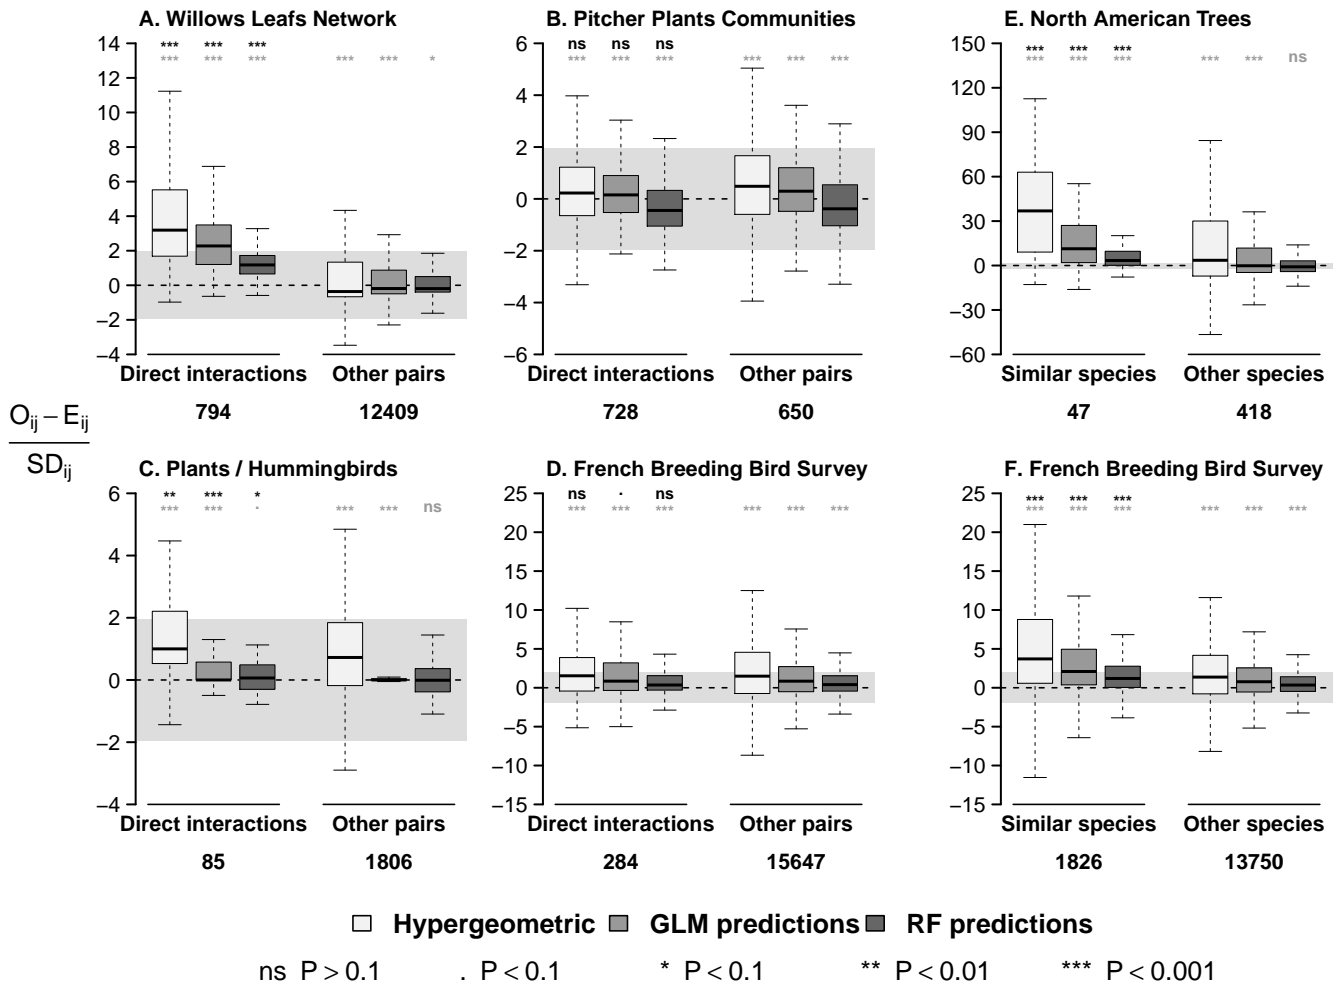 A. Willows Leafs Network
14
12
10
8
6
4
2
0
−2
−4
*** *** ***
*** *** *** *** *** *
Direct interactions Other pairs
794 12409
B. Pitcher Plants Communities
6
4
2
0
−2
−4
−6
ns ns ns
*** *** *** *** *** ***
Direct interactions Other pairs
728 650
E. North American Trees
150
120
90
60
30
0
−30
−60
*** *** ***
*** *** *** *** *** ns
Similar species Other species
47 418
Oij − Eij
SDij
C. Plants / Hummingbirds
6
4
2
0
−2
−4
** *** *
*** *** . *** *** ns
Direct interactions Other pairs
85 1806
D. French Breeding Bird Survey
25
20
15
10
5
0
−5
−10
−15
ns . ns
*** *** *** *** *** ***
Direct interactions Other pairs
284 15647
F. French Breeding Bird Survey
25
20
15
10
5
0
−5
−10
−15
*** *** ***
*** *** *** *** *** ***
Similar species Other species
1826 13750
Hypergeometric GLM predictions RF predictions
ns P > 0.1 . P < 0.1 * P < 0.1 ** P < 0.01 *** P < 0.001